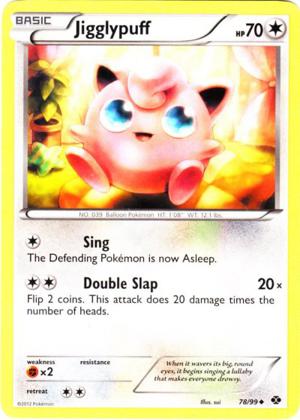 BASIC
Jigglypuff HP 70
NO. 039 Balloon Pokémon HT. 1'08" WT. 12.1 lbs.
Sing
The Defending Pokémon is now Asleep.
Double Slap 20×
Flip 2 coins. This attack does 20 damage times the
number of heads.
weakness resistance
×2
retreat
When it wavers its big, round
eyes, it begins singing a lullaby
that makes everyone drowsy.
Illus. sui 78/99
©2012 Pokémon